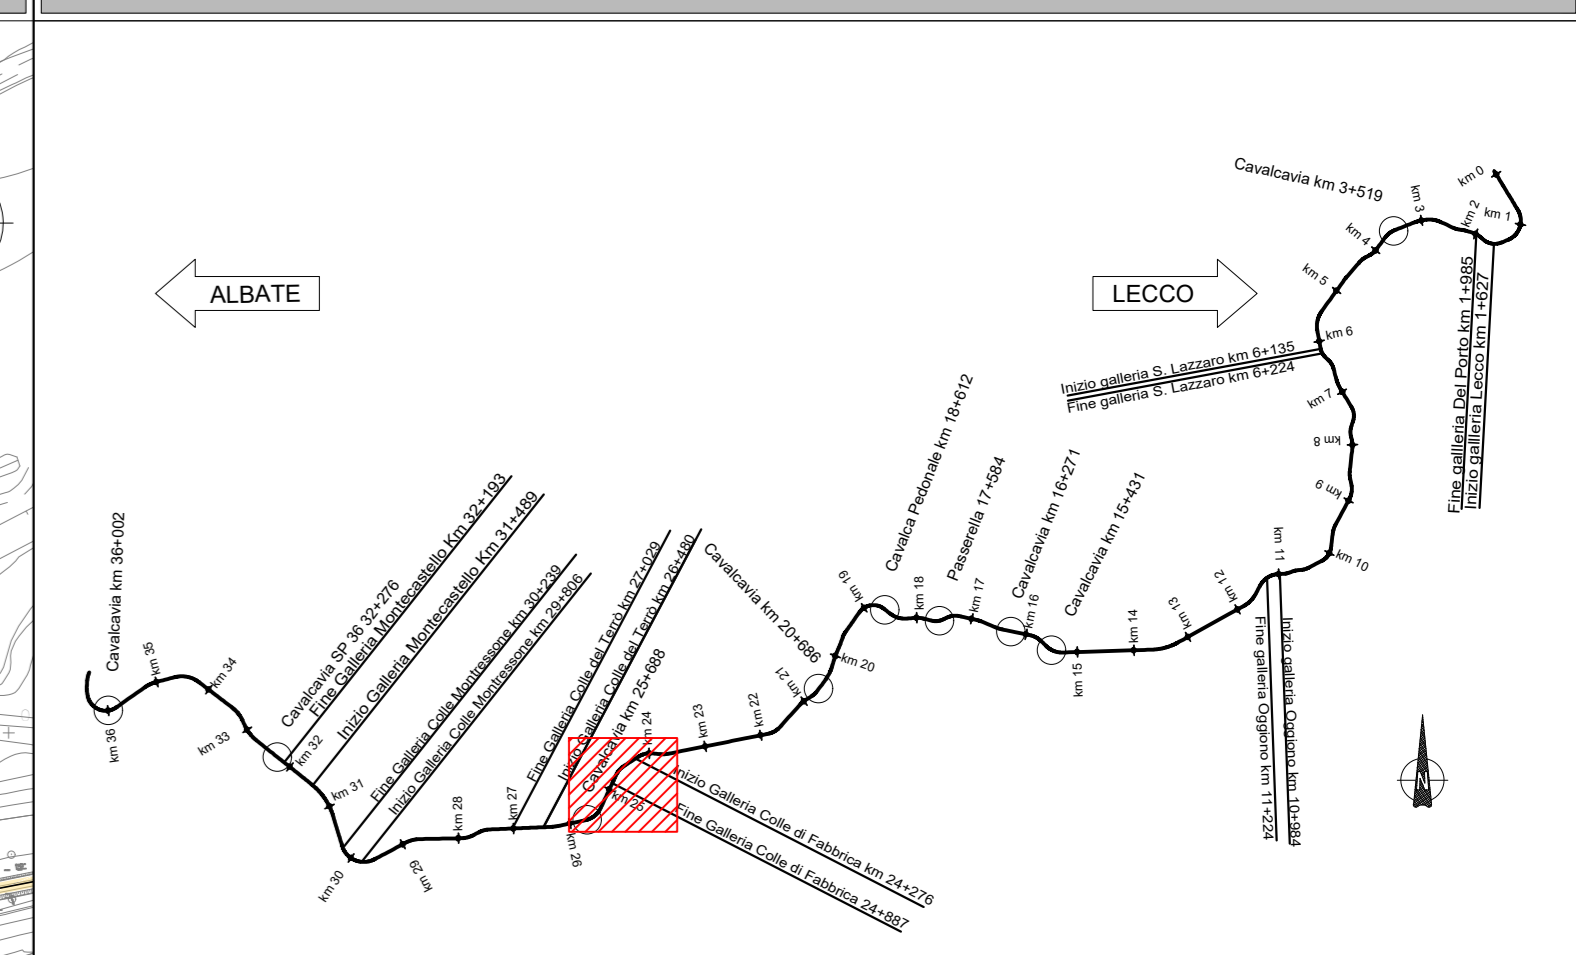 ALBATE
LECCO
km 0
km 1
km 2
km 3
Cavalcavia km 3+519
km 4
km 5
km 6
Fine gallleria Del Porto km 1+985
Inizio gallleria Lecco km 1+627
Inizio galleria S. Lazzaro km 6+135
Fine galleria S. Lazzaro km 6+224
km 7
km 8
km 9
km 10
km 11
Inizio galleria Oggiono km 10+984
Fine galleria Oggiono km 11+224
km 12
km 13
km 14
km 15
Cavalcavia km 15+431
km 16
Cavalcavia km 16+271
km 17
Passerella 17+584
km 18
Cavalca Pedonale km 18+612
km 19
km 20
Cavalcavia km 20+686
km 21
km 22
km 23
km 24
Inizio Galleria Colle di Fabbrica km 24+276
Fine Galleria Colle di Fabbrica 24+887
km 25
Cavalcavia km 25+688
km 26
Inizio Galleria Colle del Terrò km 26+480
Fine Galleria Colle del Terrò km 27+029
km 27
km 28
km 29
Inizio Galleria Colle Montressone km 29+806
Fine Galleria Colle Montressone km 30+239
km 30
km 31
Inizio Galleria Montecastello Km 31+489
Fine Galleria Montecastello Km 32+193
Cavalcavia SP 36 32+276
km 32
km 33
km 34
km 35
km 36
Cavalcavia km 36+002
N